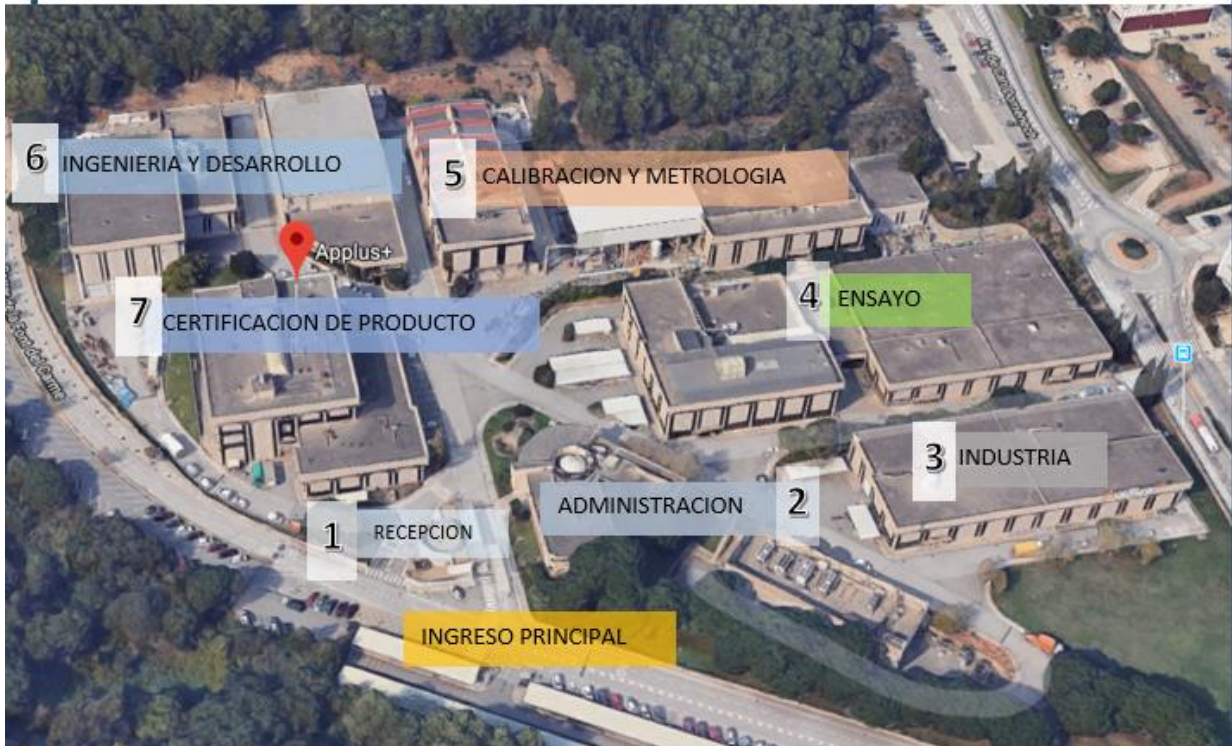 6 INGENIERIA Y DESARROLLO
5 CALIBRACION Y METROLOGIA
Applus+
4 ENSAYO
7 CERTIFICACION DE PRODUCTO
3 INDUSTRIA
ADMINISTRACION 2
1 RECEPCION
INGRESO PRINCIPAL